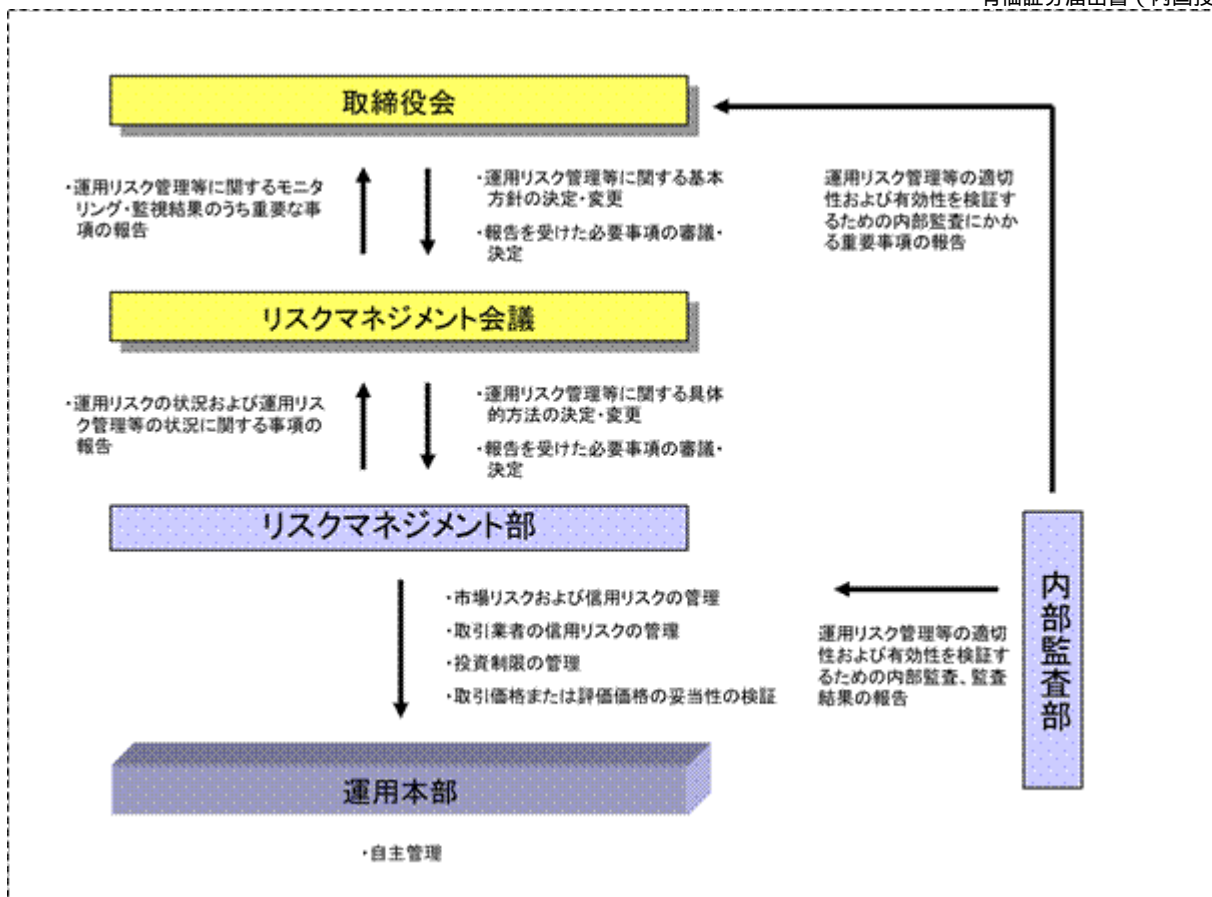 有価証券届出書(内国投
取締役会
・運用リスク管理等に関するモニタ
リング・監視結果のうち重要な事
項の報告
・運用リスク管理等に関する基本
方針の決定・変更
・報告を受けた必要事項の審議・
決定
運用リスク管理等の適切
性および有効性を検証す
るための内部監査にかか
る重要事項の報告
リスクマネジメント会議
・運用リスクの状況および運用リス
ク管理等の状況に関する事項の
報告
・運用リスク管理等に関する具体
的方法の決定・変更
・報告を受けた必要事項の審議・
決定
リスクマネジメント部
・市場リスクおよび信用リスクの管理
・取引業者の信用リスクの管理
・投資制限の管理
・取引価格または評価価格の妥当性の検証
運用リスク管理等の適切
性および有効性を検証す
るための内部監査、監査
結果の報告
内部監査部
運用本部
・自主管理